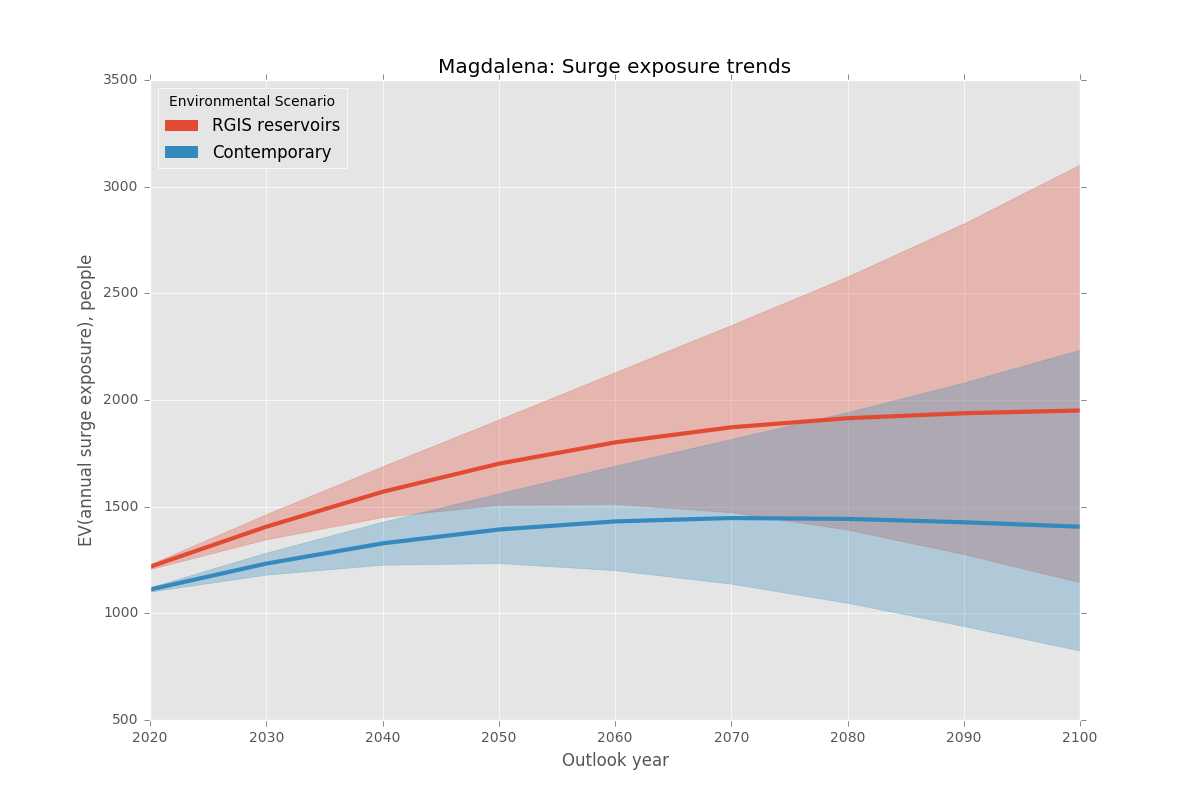 Magdalena: Surge exposure trends
Environmental Scenario
RGIS reservoirs
Contemporary
EV(annual surge exposure), people
3500
3000
2500
2000
1500
1000
500
2020 2030 2040 2050 2060 2070 2080 2090 2100
Outlook year